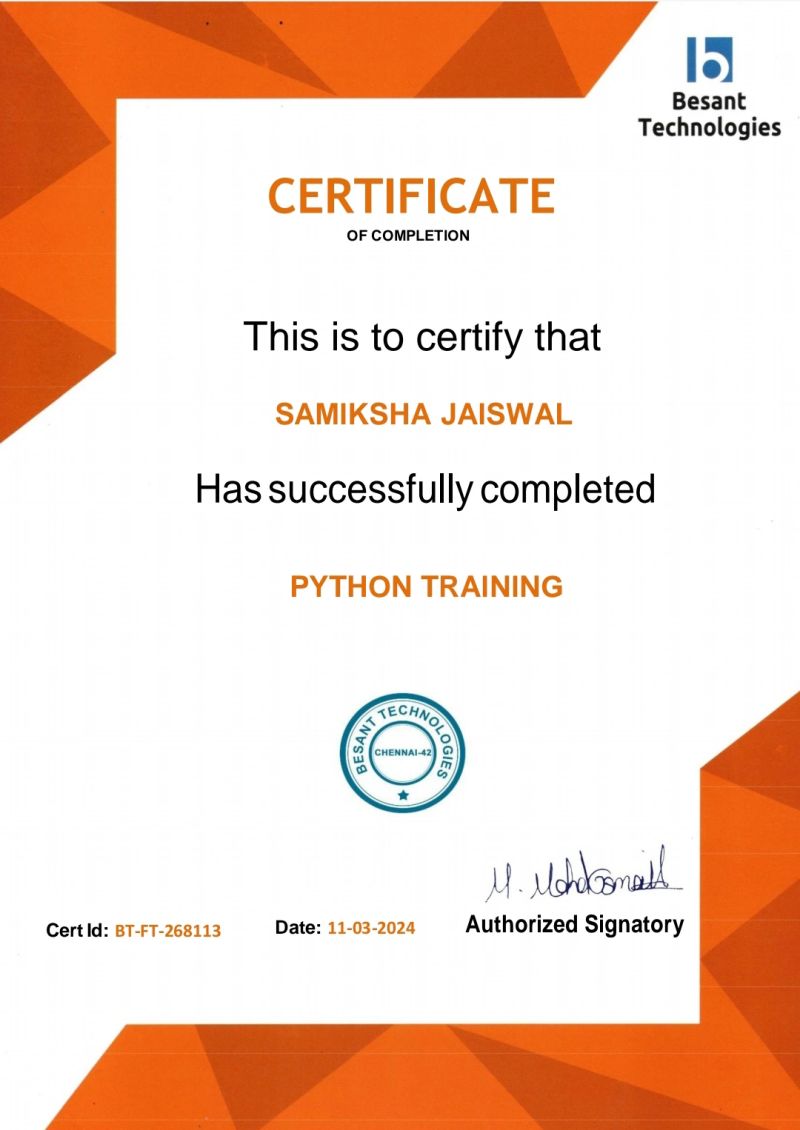 Besant
Technologies
CERTIFICATE
OF COMPLETION
This is to certify that
SAMIKSHA JAISWAL
Has successfully completed
PYTHON TRAINING
BESANT TECHNOLOGIES
CHENNAI-42
Cert Id: BT-FT-268113
Date: 11-03-2024
Authorized Signatory